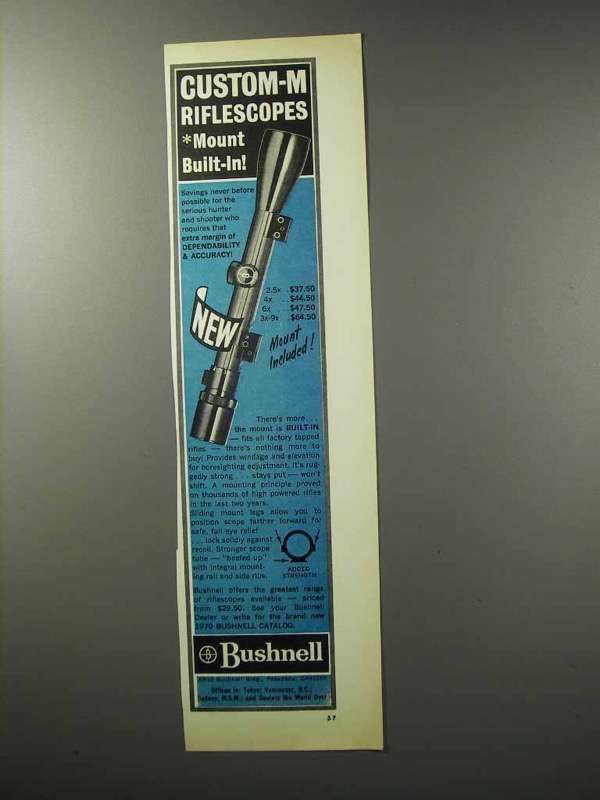 CUSTOM-M
RIFLESCOPES
*Mount
Built-In!
Savings never before
possible for the
serious hunter
and shooter who
requires that
extra margin of
DEPENDABILITY
& ACCURACY!
2.5x . $37.50
4x . . $44.50
6x . . $47.50
3x-9x . $64.50
NEW
Mount
Included!
There's more...
the mount is BUILT-IN
— fits all factory tapped
rifles — there's nothing more to
buy! Provides windage and elevation
for boresighting adjustment. It's rug-
gedly strong . . . stays put — won't
shift. A mounting principle proved
on thousands of high powered rifles
in the last two years.
Sliding mount legs allow you to
position scope farther forward for
safe, full eye relief
. . . lock solidly against
recoil. Stronger scope
tube — "beefed up"
with integral mount-
ing rail and side ribs.
ADDED
STRENGTH
Bushnell offers the greatest range
of riflescopes available — priced
from $29.50. See your Bushnell
Dealer or write for the brand new
1970 BUSHNELL CATALOG.
Bushnell
Bushnell Bldg., Pasadena,
Offices in: Tokyo; Vancouver, B.C.;
Sydney, N.S.W.; and Dealers the World Over
37